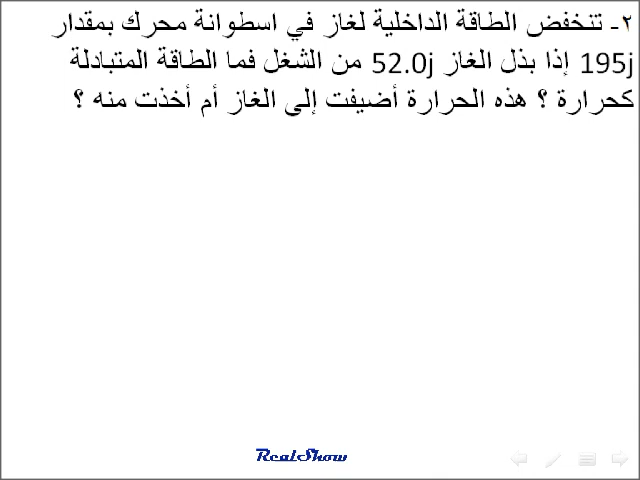 ٢- تنخفض الطاقة الداخلية لغاز في اسطوانة محرك بمقدار
195j إذا بذل الغاز 52.0j من الشغل فما الطاقة المتبادلة
كحرارة ؟ هذه الحرارة أضيفت إلى الغاز أم أخذت منه ؟
RealShow